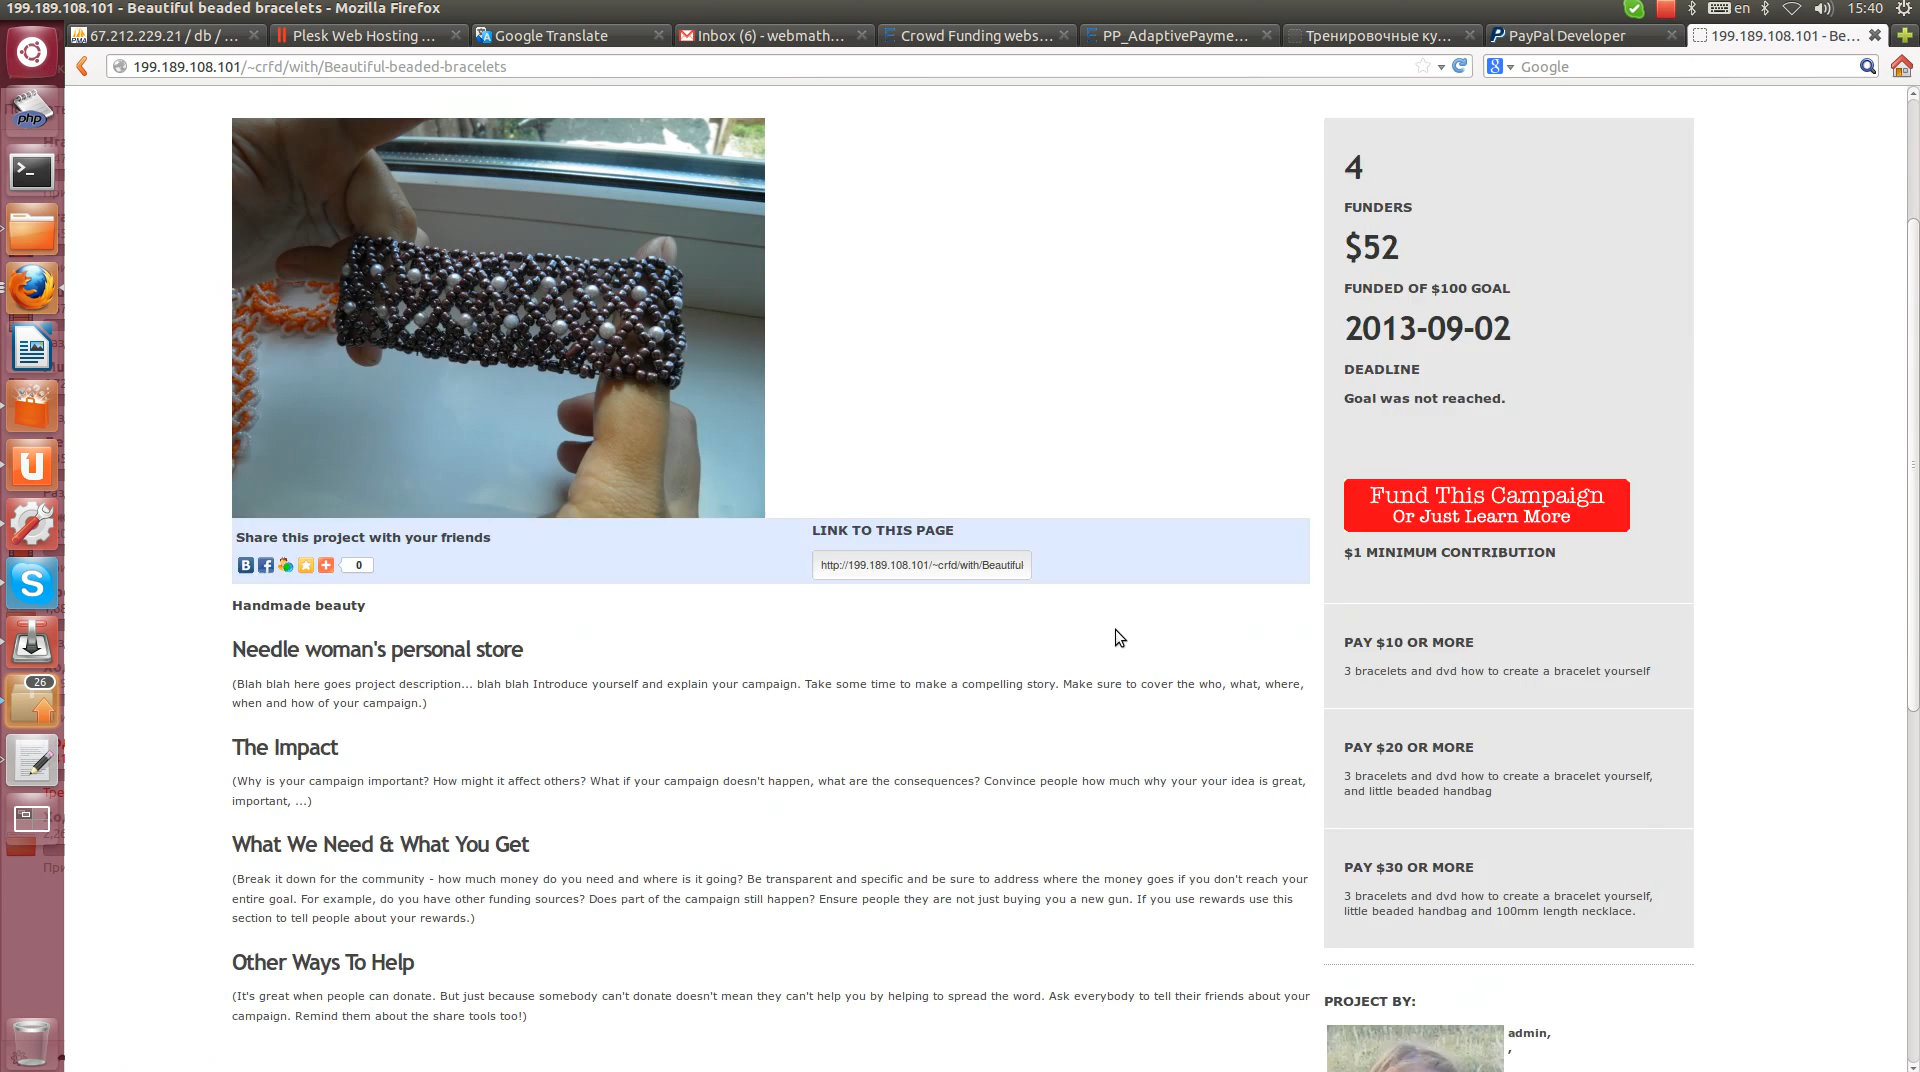 199.189.108.101 - Beautiful beaded bracelets - Mozilla Firefox
en
15:40
67.212.229.21 / db / ...
Plesk Web Hosting ...
Google Translate
Inbox (6) - webmath...
Crowd Funding webs...
PP_AdaptivePayme...
Тренировочные ку...
PayPal Developer
199.189.108.101 - Be...
199.189.108.101/~crfd/with/Beautiful-beaded-bracelets
Google
php
26
4
FUNDERS
$52
FUNDED OF $100 GOAL
2013-09-02
DEADLINE
Goal was not reached.
Fund This Campaign
Or Just Learn More
$1 MINIMUM CONTRIBUTION
Share this project with your friends
0
LINK TO THIS PAGE
http://199.189.108.101/~crfd/with/Beautiful
Handmade beauty
Needle woman's personal store
(Blah blah here goes project description... blah blah Introduce yourself and explain your campaign. Take some time to make a compelling story. Make sure to cover the who, what, where,
when and how of your campaign.)
The Impact
(Why is your campaign important? How might it affect others? What if your campaign doesn't happen, what are the consequences? Convince people how much why your your idea is great,
important, ...)
What We Need & What You Get
(Break it down for the community - how much money do you need and where is it going? Be transparent and specific and be sure to address where the money goes if you don't reach your
entire goal. For example, do you have other funding sources? Does part of the campaign still happen? Ensure people they are not just buying you a new gun. If you use rewards use this
section to tell people about your rewards.)
Other Ways To Help
(It's great when people can donate. But just because somebody can't donate doesn't mean they can't help you by helping to spread the word. Ask everybody to tell their friends about your
campaign. Remind them about the share tools too!)
PAY $10 OR MORE
3 bracelets and dvd how to create a bracelet yourself
PAY $20 OR MORE
3 bracelets and dvd how to create a bracelet yourself,
and little beaded handbag
PAY $30 OR MORE
3 bracelets and dvd how to create a bracelet yourself,
little beaded handbag and 100mm length necklace.
PROJECT BY:
admin,
,